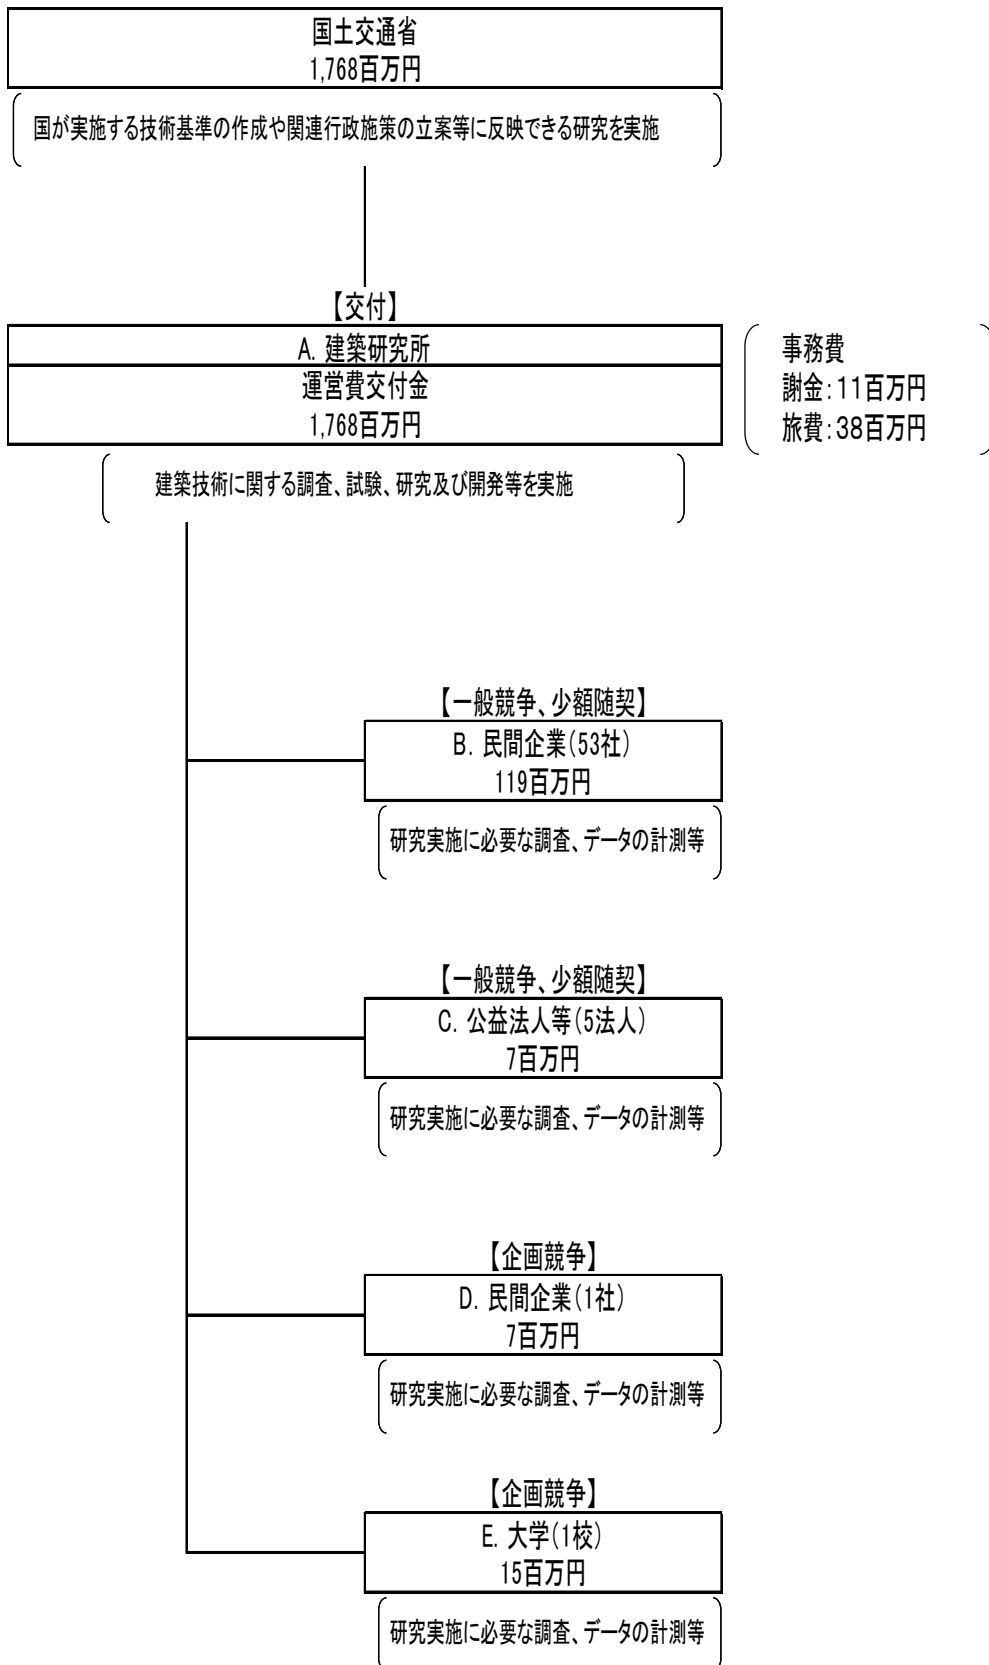 国土交通省
1,768百万円
国が実施する技術基準の作成や関連行政施策の立案等に反映できる研究を実施
【交付】
A. 建築研究所
運営費交付金
1,768百万円
事務費
謝金:11百万円
旅費:38百万円
建築技術に関する調査、試験、研究及び開発等を実施
【一般競争、少額随契】
B. 民間企業(53社)
119百万円
研究実施に必要な調査、データの計測等
【一般競争、少額随契】
C. 公益法人等(5法人)
7百万円
研究実施に必要な調査、データの計測等
【企画競争】
D. 民間企業(1社)
7百万円
研究実施に必要な調査、データの計測等
【企画競争】
E. 大学(1校)
15百万円
研究実施に必要な調査、データの計測等